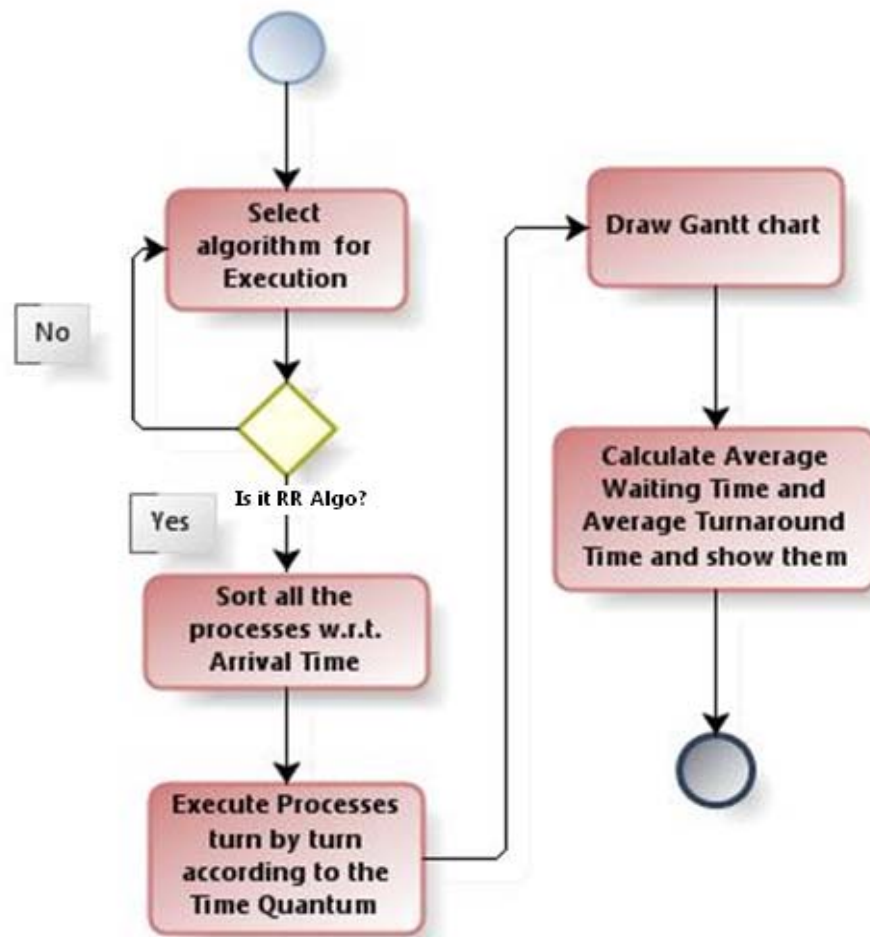 Select
algorithm for
Execution
No
Is it RR Algo?
Yes
Sort all the
processes w.r.t.
Arrival Time
Execute Processes
turn by turn
according to the
Time Quantum
Draw Gantt chart
Calculate Average
Waiting Time and
Average Turnaround
Time and show them